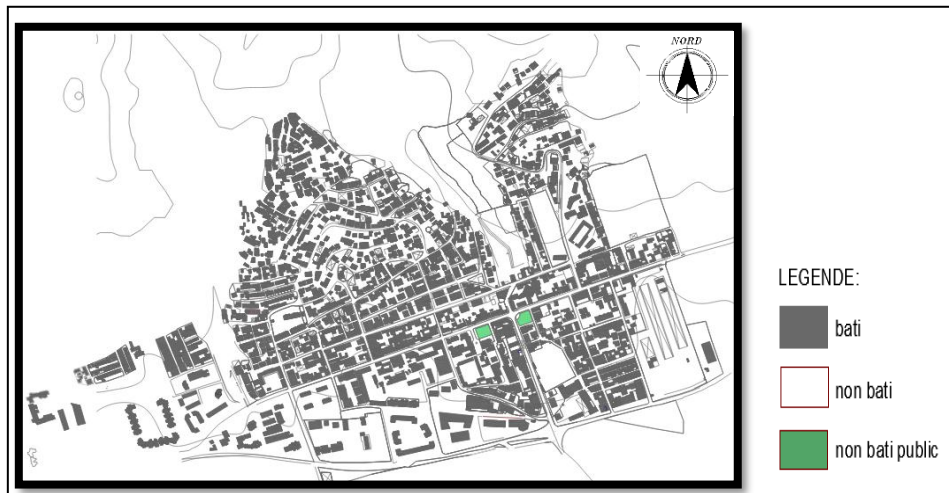 NORD
LEGENDE:
bati
non bati
non bati public